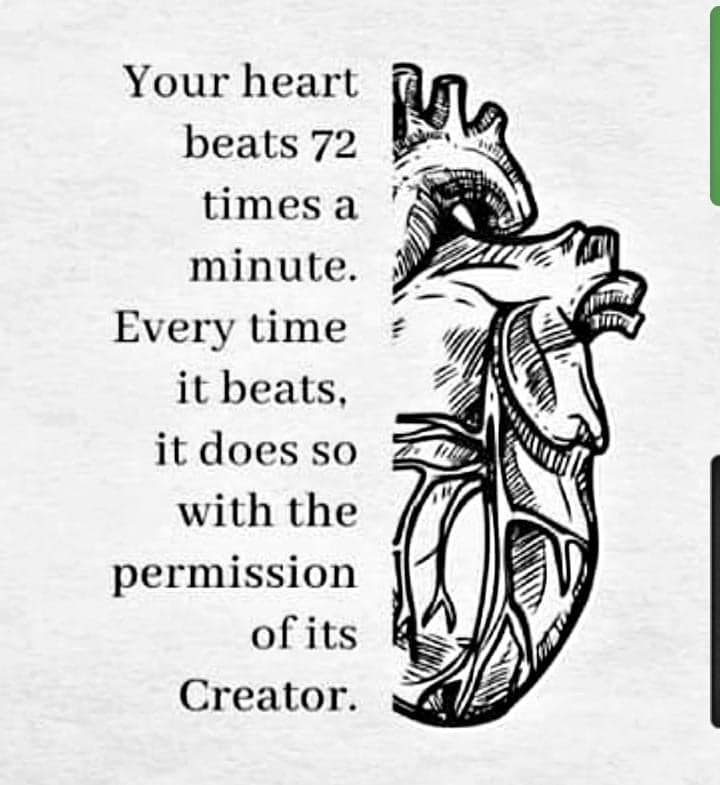 Your heart
beats 72
times a
minute.
Every time
it beats,
it does so
with the
permission
of its
Creator.